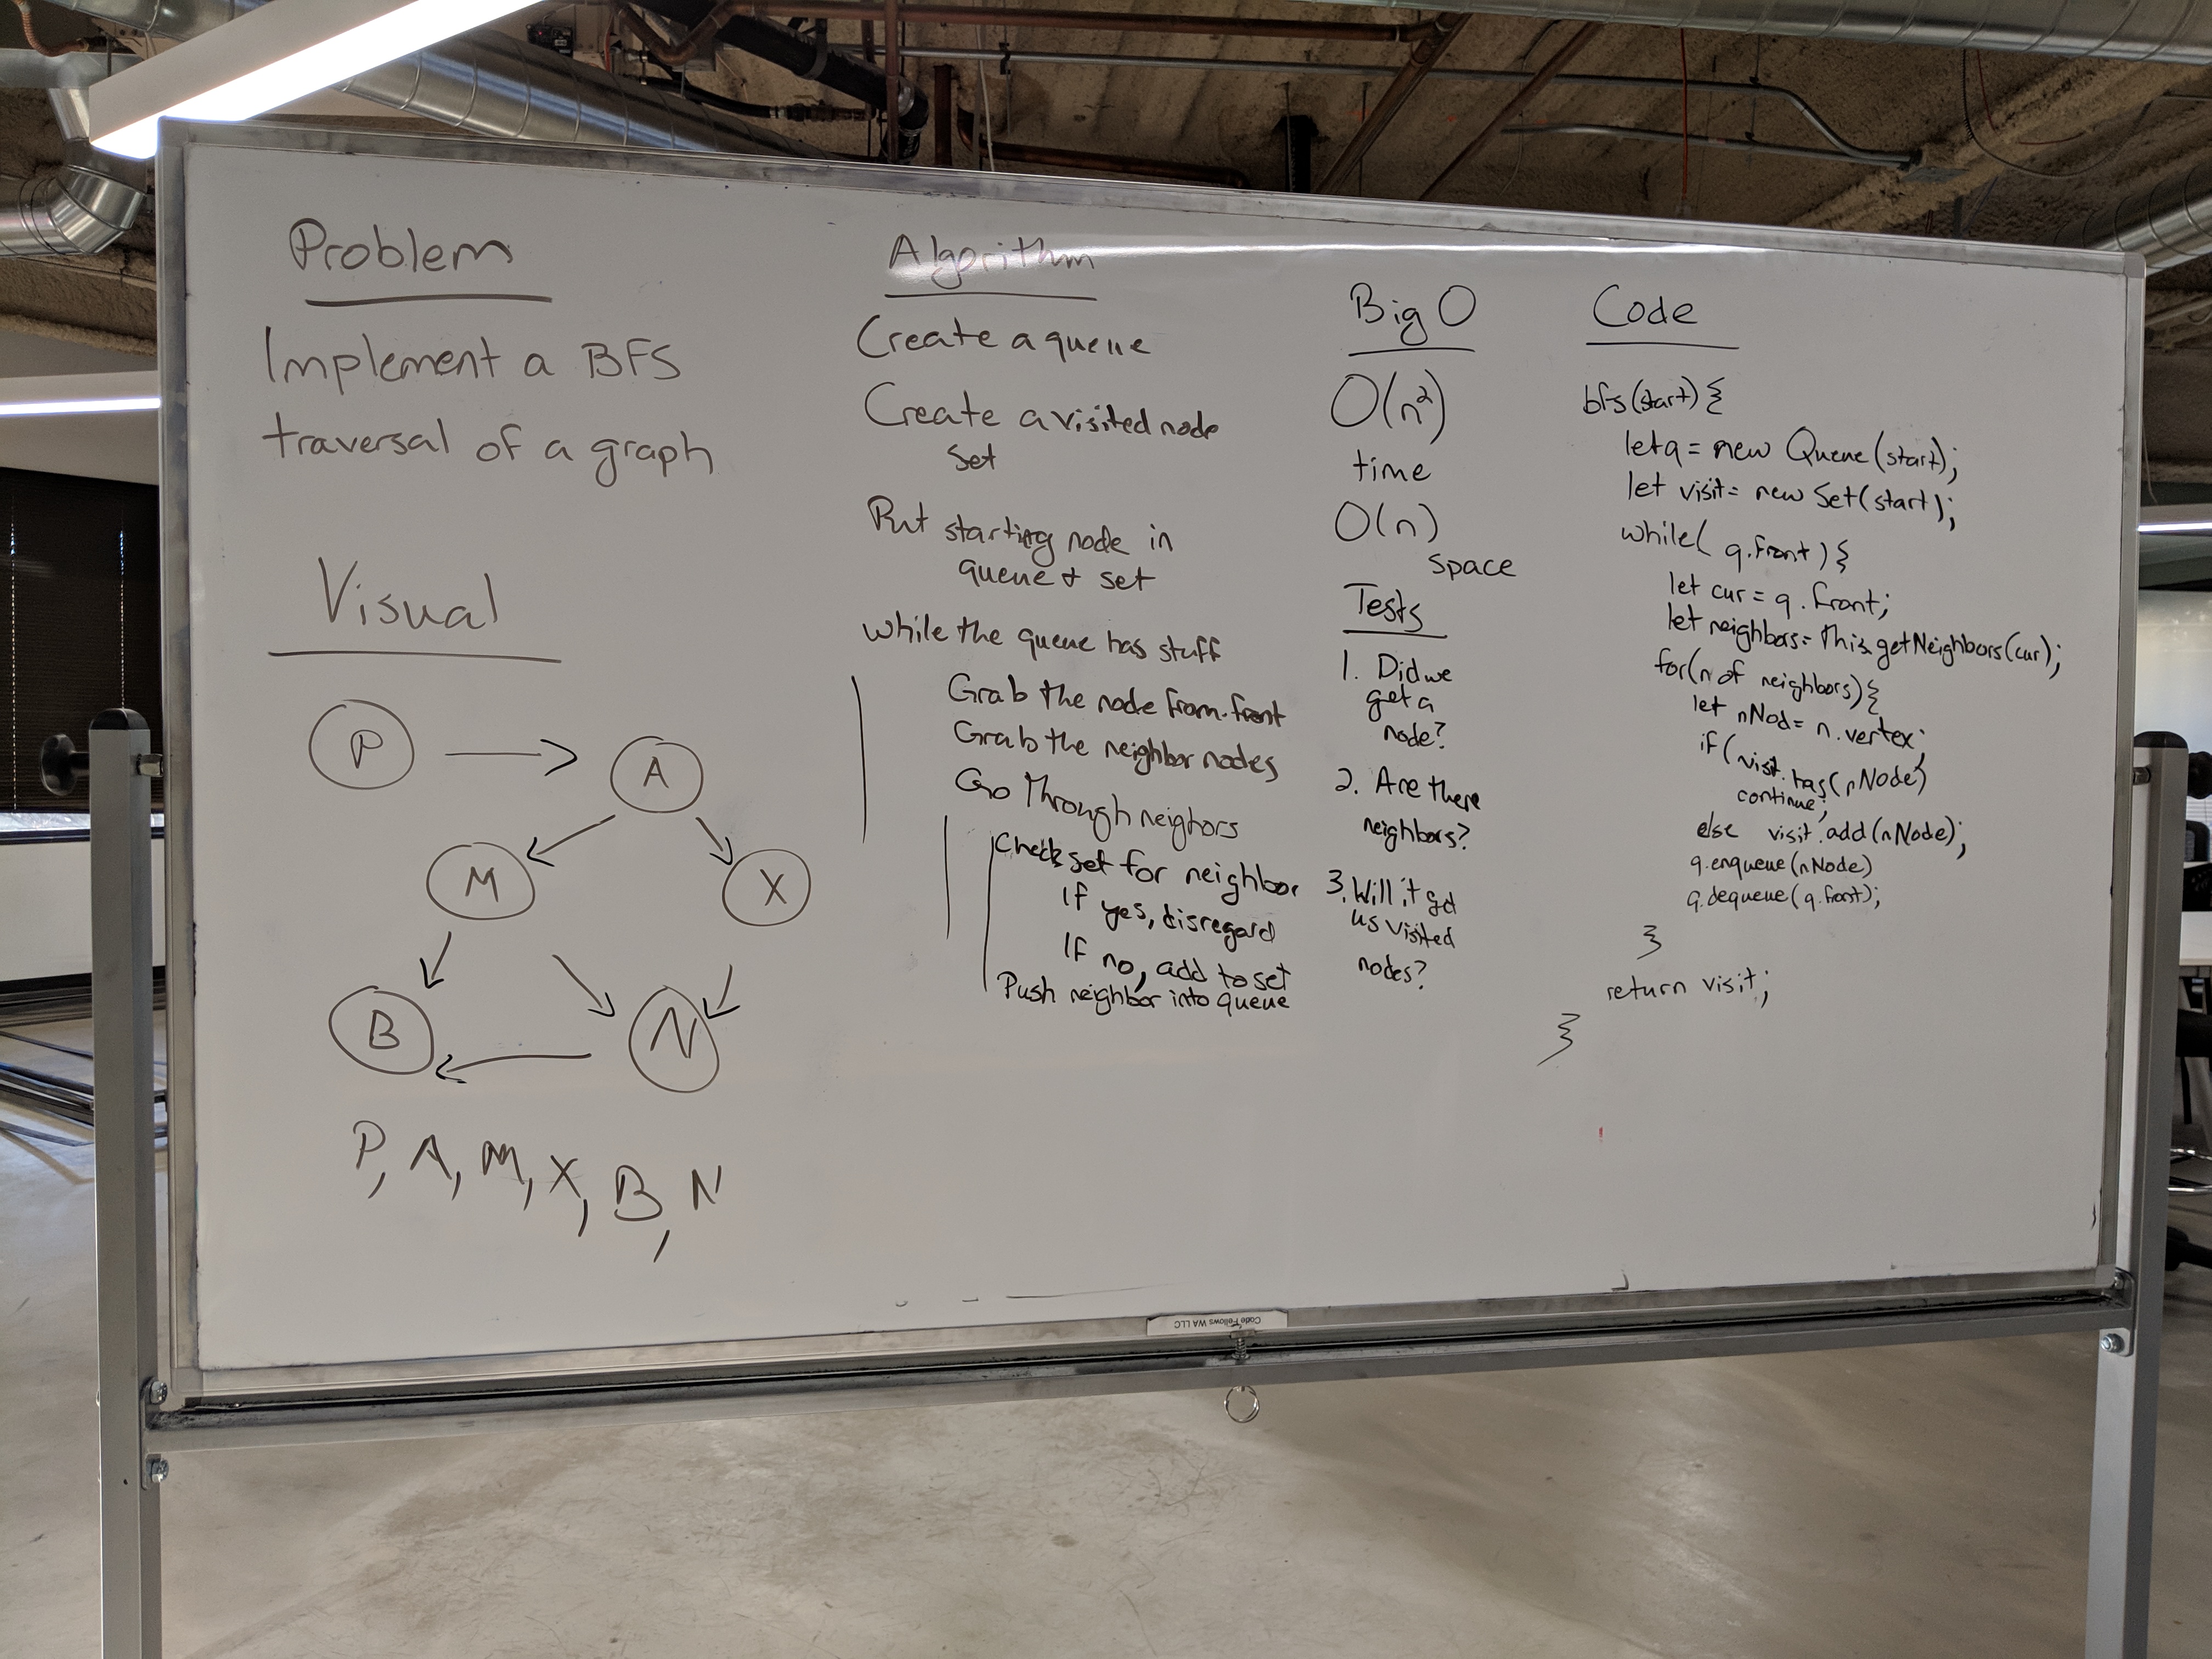 Problem
Implement a BFS
traversal of a graph
Visual
P
A
M
X
B
N
P, A, M, X, B, N
Algorithm
Create a queue
Create a visited node
set
Put starting node in
queue & set
while the queue has stuff
Grab the node from front
Grab the neighbor nodes
Go through neighbors
Check set for neighbor
If yes, disregard
If no, add to set
Push neighbor into queue
Big O
O(n²)
time
O(n)
space
Tests
1. Did we
get a
node?
2. Are there
neighbors?
3. Will it get
us visited
nodes?
Code
bfs(start){
let q = new Queue(start);
let visit = new Set(start);
while( q.front ){
let cur = q.front;
let neighbors = this.getNeighbors(cur);
for(n of neighbors){
let nNod = n.vertex;
if(visit.has(nNode)
continue;
else visit.add(nNode);
q.enqueue(nNode)
q.dequeue(q.front);
}
return visit;
}
Code Fellows WA LLC